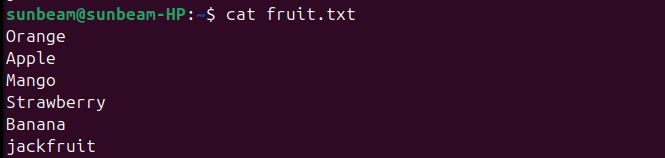 sunbeam@sunbeam-HP:~$ cat fruit.txt
Orange
Apple
Mango
Strawberry
Banana
jackfruit